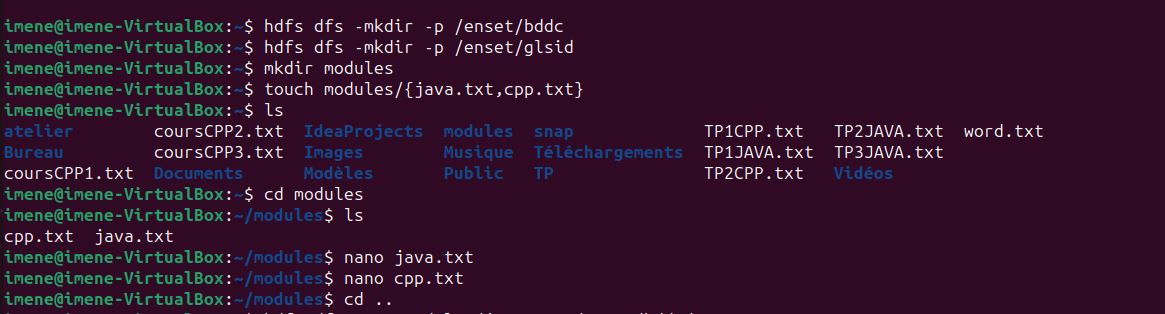 imene@imene-VirtualBox:~$ hdfs dfs -mkdir -p /enset/bddc
imene@imene-VirtualBox:~$ hdfs dfs -mkdir -p /enset/glsid
imene@imene-VirtualBox:~$ mkdir modules
imene@imene-VirtualBox:~$ touch modules/{java.txt,cpp.txt}
imene@imene-VirtualBox:~$ ls
atelier coursCPP2.txt IdeaProjects modules snap TP1CPP.txt TP2JAVA.txt word.txt
Bureau coursCPP3.txt Images Musique Téléchargements TP1JAVA.txt TP3JAVA.txt
coursCPP1.txt Documents Modèles Public TP TP2CPP.txt Vidéos
imene@imene-VirtualBox:~$ cd modules
imene@imene-VirtualBox:~/modules$ ls
cpp.txt java.txt
imene@imene-VirtualBox:~/modules$ nano java.txt
imene@imene-VirtualBox:~/modules$ nano cpp.txt
imene@imene-VirtualBox:~/modules$ cd ..